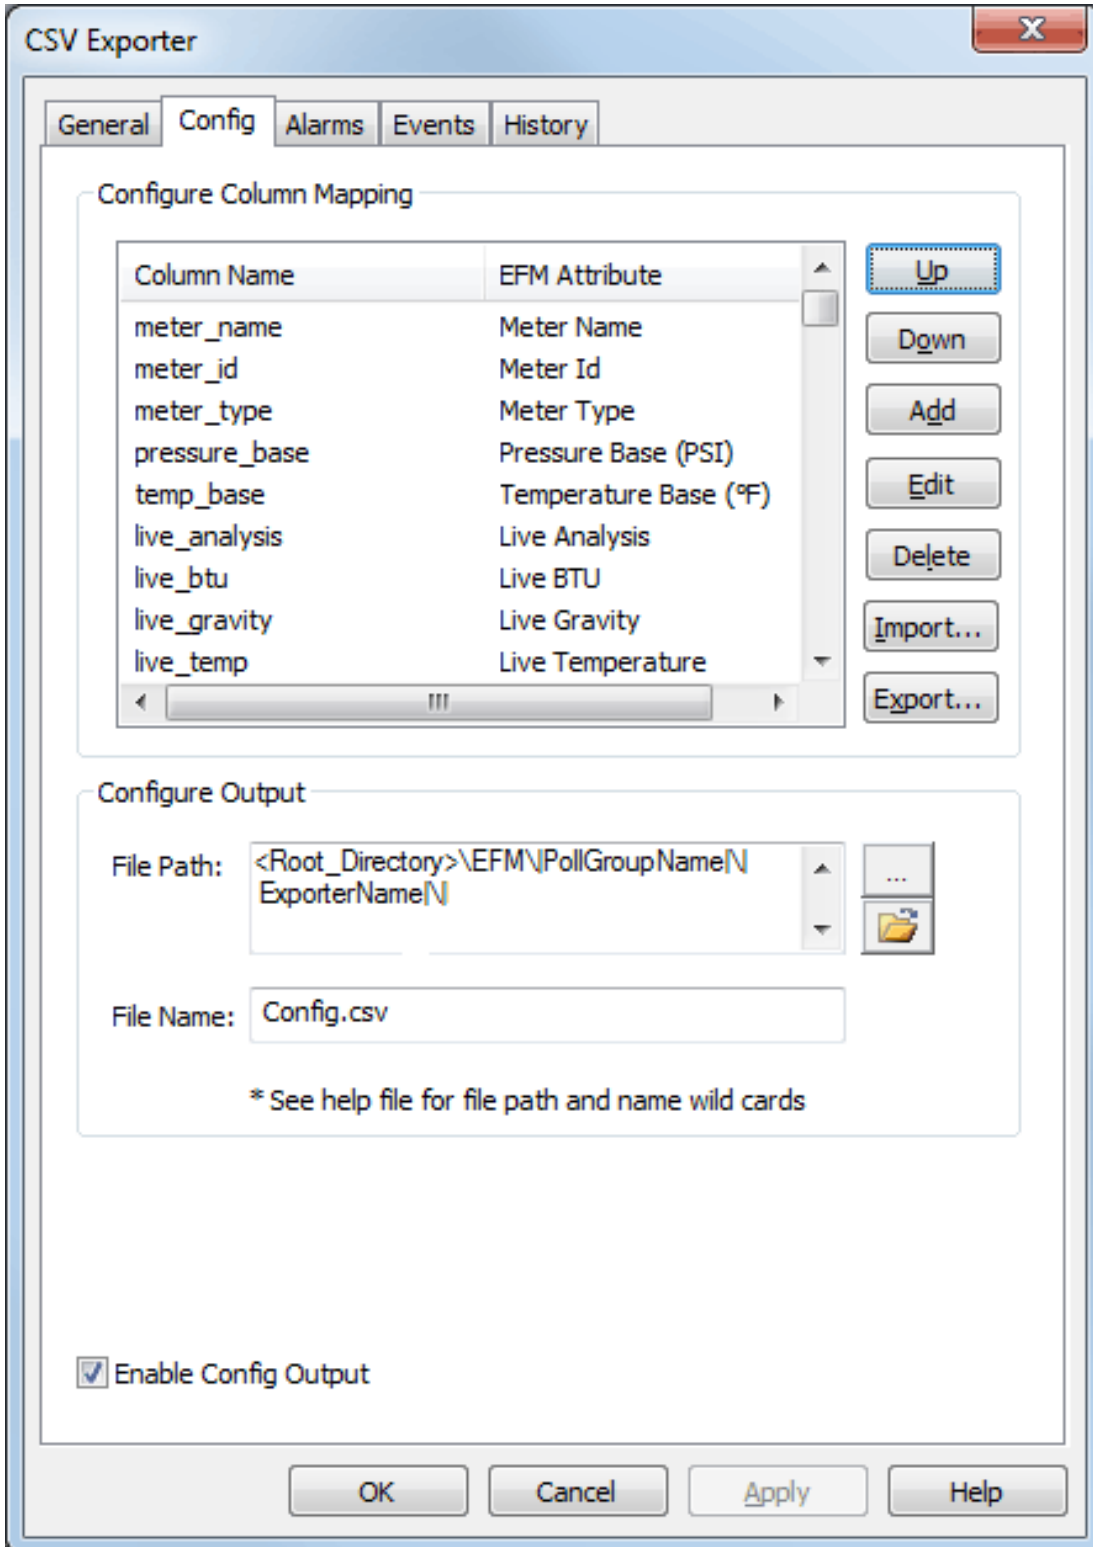 CSV Exporter
General Config Alarms Events History
Configure Column Mapping
Column Name EFM Attribute
meter_name Meter Name
meter_id Meter Id
meter_type Meter Type
pressure_base Pressure Base (PSI)
temp_base Temperature Base (°F)
live_analysis Live Analysis
live_btu Live BTU
live_gravity Live Gravity
live_temp Live Temperature
Up
Down
Add
Edit
Delete
Import...
Export...
Configure Output
File Path: <Root_Directory>\EFM\|PollGroupName|\|
ExporterName|\|
...
File Name: Config.csv
* See help file for file path and name wild cards
Enable Config Output
OK Cancel Apply Help